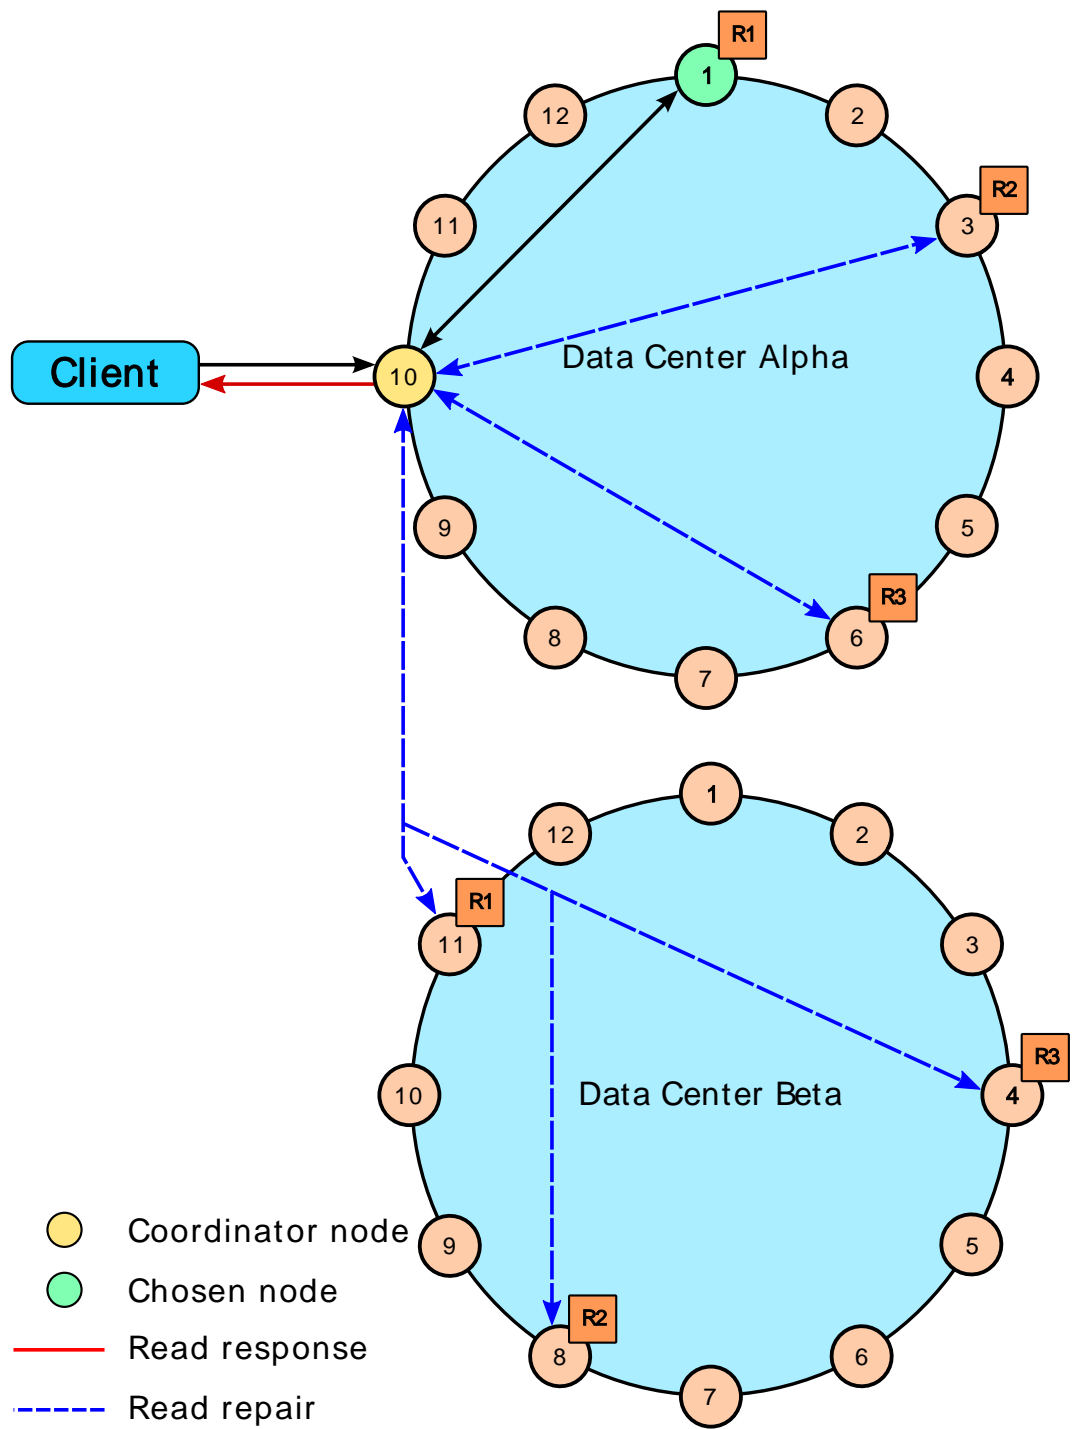 R1
1
12
2
R2
11
3
Client
10
Data Center Alpha
4
9
5
R3
8
6
7
1
12
2
R1
11
3
R3
10
Data Center Beta
4
Coordinator node
9
5
Chosen node
R2
Read response
8
6
7
Read repair